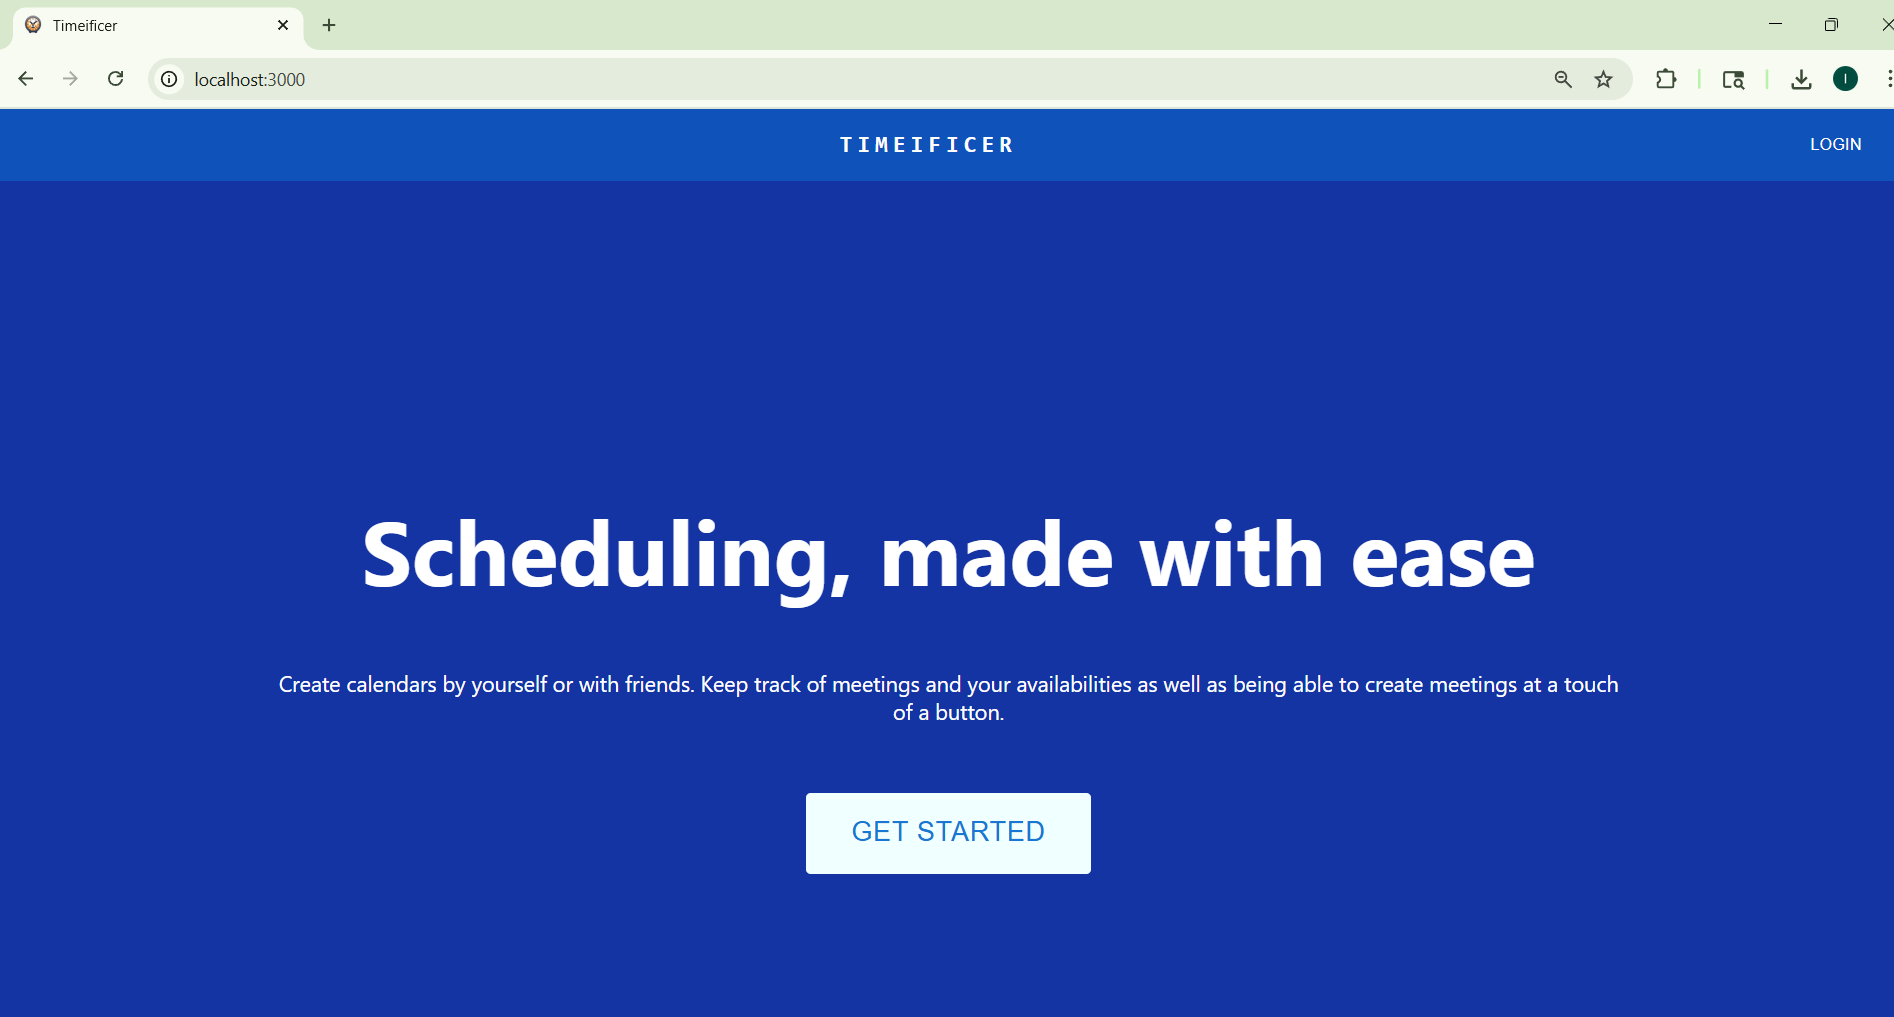 Timeificer
localhost:3000
I
TIMEIFICER
LOGIN
Scheduling, made with ease
Create calendars by yourself or with friends. Keep track of meetings and your availabilities as well as being able to create meetings at a touch
of a button.
GET STARTED